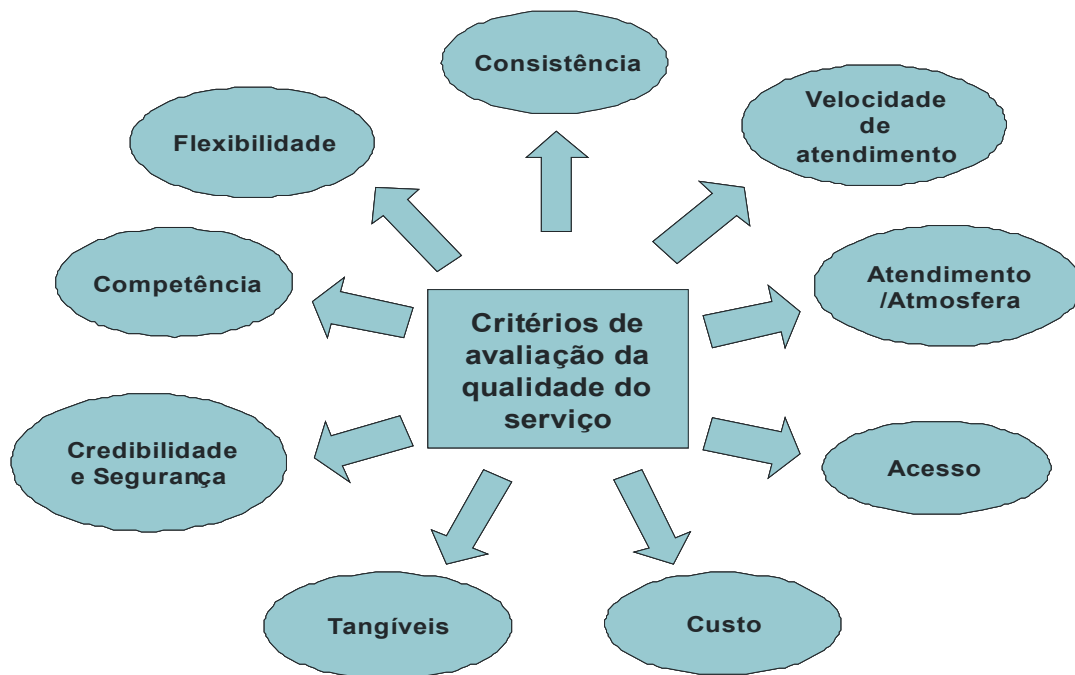 Consistência
Velocidade
de
atendimento
Flexibilidade
Competência
Atendimento
/Atmosfera
Critérios de
avaliação da
qualidade do
serviço
Credibilidade
e Segurança
Acesso
Tangíveis
Custo